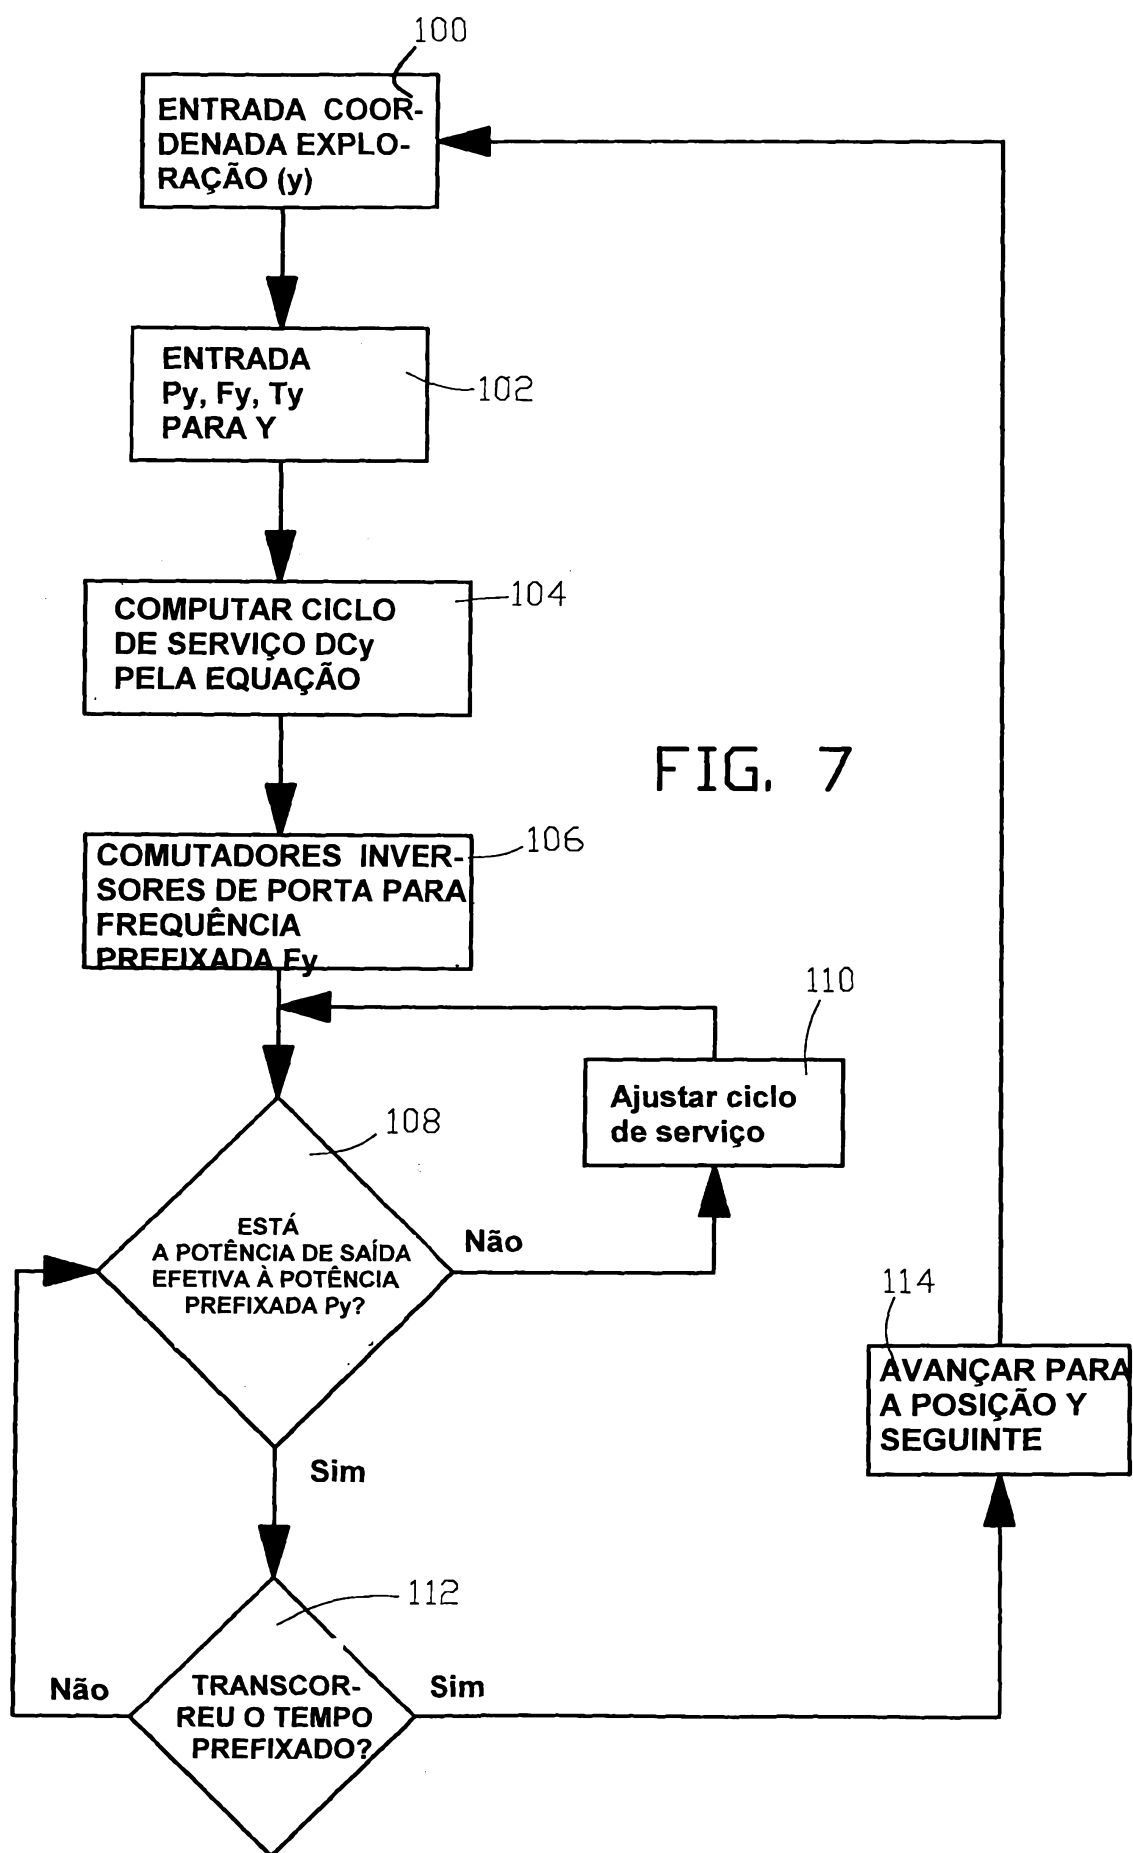 100
ENTRADA COOR-
DENADA EXPLO-
RAÇÃO (y)
ENTRADA
Py, Fy, Ty
PARA Y
102
COMPUTAR CICLO
DE SERVIÇO DCy
PELA EQUAÇÃO
104
FIG. 7
COMUTADORES INVER-
SORES DE PORTA PARA
FREQUÊNCIA
PREFIXADA Fy
106
110
Ajustar ciclo
de serviço
108
ESTÁ
A POTÊNCIA DE SAÍDA
EFETIVA À POTÊNCIA
PREFIXADA Py?
Não
Sim
114
AVANÇAR PARA
A POSIÇÃO Y
SEGUINTE
112
TRANSCOR-
REU O TEMPO
PREFIXADO?
Não
Sim